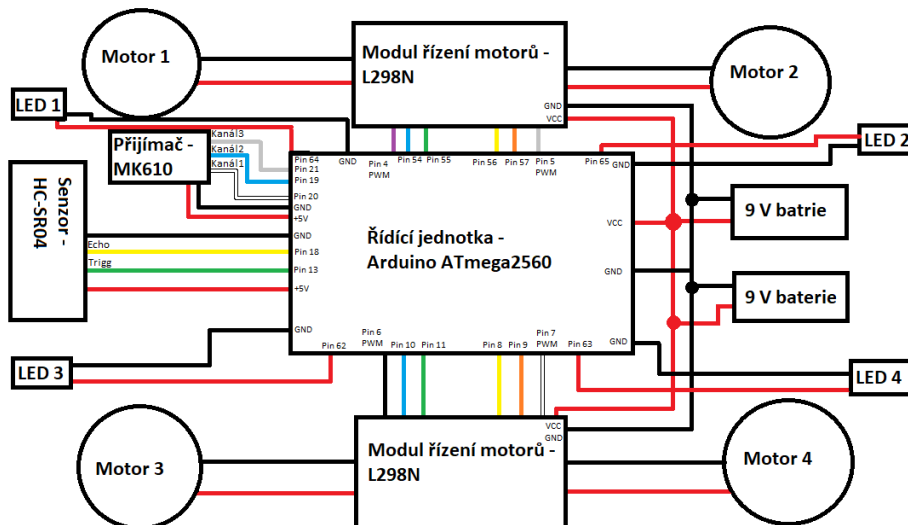 Motor 1
Modul řízení motorů -
L298N
Motor 2
GND
VCC
LED 1
Přijímač -
MK610
Kanál3
Kanál2
Kanál1
Pin 64
Pin 21
Pin 19
Pin 20
GND
+5V
GND
Pin 4
PWM
Pin 54
Pin 55
Pin 56
Pin 57
Pin 5
PWM
Pin 65
GND
LED 2
Senzor -
HC-SR04
Echo
Trigg
GND
Pin 18
Pin 13
+5V
GND
Řídící jednotka -
Arduino ATmega2560
VCC
GND
9 V batrie
9 V baterie
Pin 62
Pin 6
PWM
Pin 10
Pin 11
Pin 8
Pin 9
Pin 7
PWM
Pin 63
GND
LED 3
LED 4
Motor 3
Modul řízení motorů -
L298N
VCC
GND
Motor 4